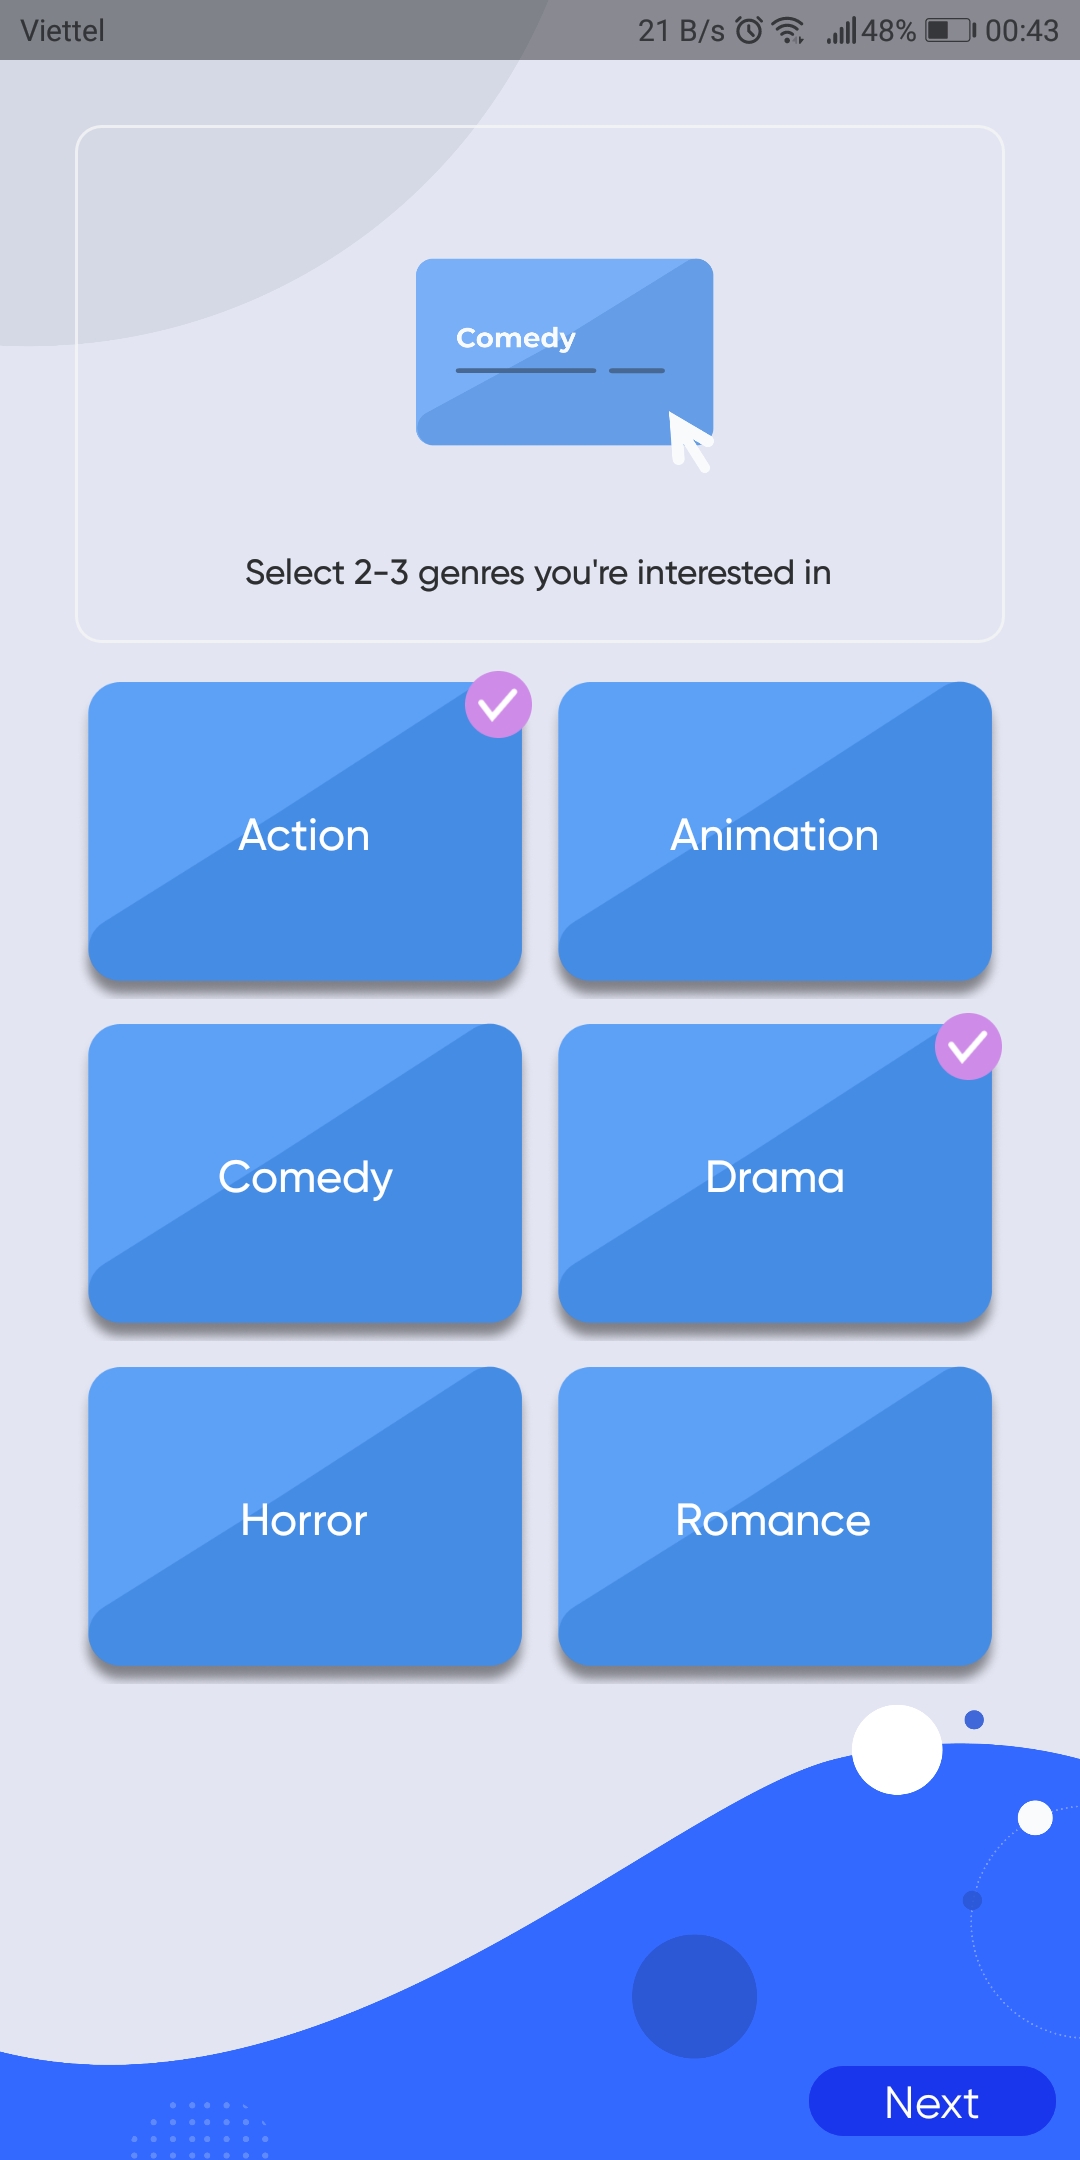 Viettel 21 B/s 48% 00:43
Comedy
Select 2-3 genres you're interested in
Action Animation
Comedy Drama
Horror Romance
Next